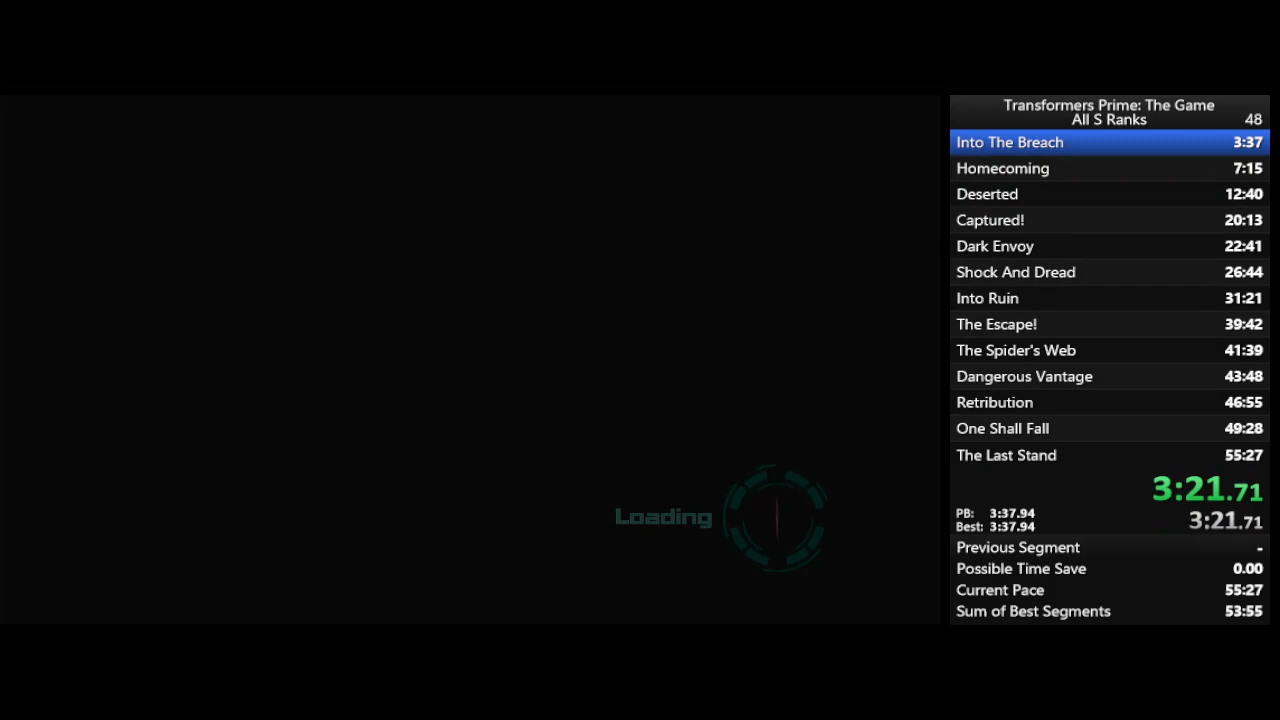 Loading
Transformers Prime: The Game
All S Ranks 48
Into The Breach 3:37
Homecoming 7:15
Deserted 12:40
Captured! 20:13
Dark Envoy 22:41
Shock And Dread 26:44
Into Ruin 31:21
The Escape! 39:42
The Spider's Web 41:39
Dangerous Vantage 43:48
Retribution 46:55
One Shall Fall 49:28
The Last Stand 55:27
3:21.71
PB: 3:37.94
Best: 3:37.94
3:21.71
Previous Segment -
Possible Time Save 0.00
Current Pace 55:27
Sum of Best Segments 53:55